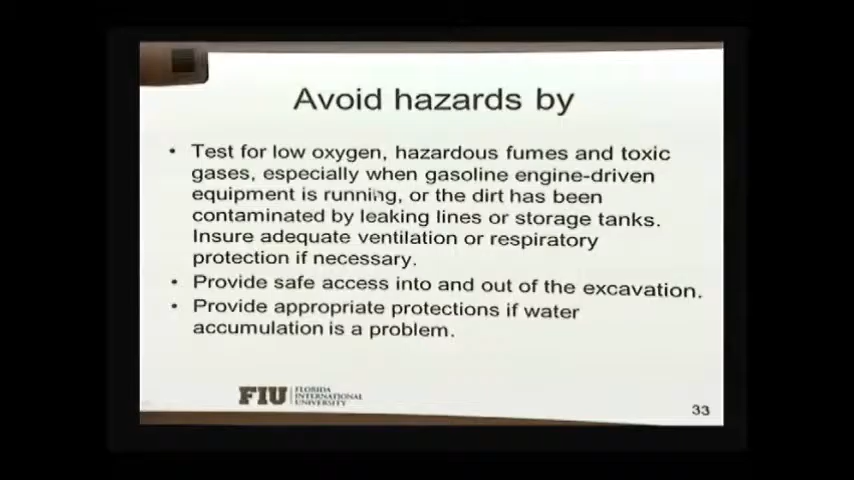 Avoid hazards by
• Test for low oxygen, hazardous fumes and toxic
gases, especially when gasoline engine-driven
equipment is running, or the dirt has been
contaminated by leaking lines or storage tanks.
Insure adequate ventilation or respiratory
protection if necessary.
• Provide safe access into and out of the excavation.
• Provide appropriate protections if water
accumulation is a problem.
FIU FLORIDA
INTERNATIONAL
UNIVERSITY
33